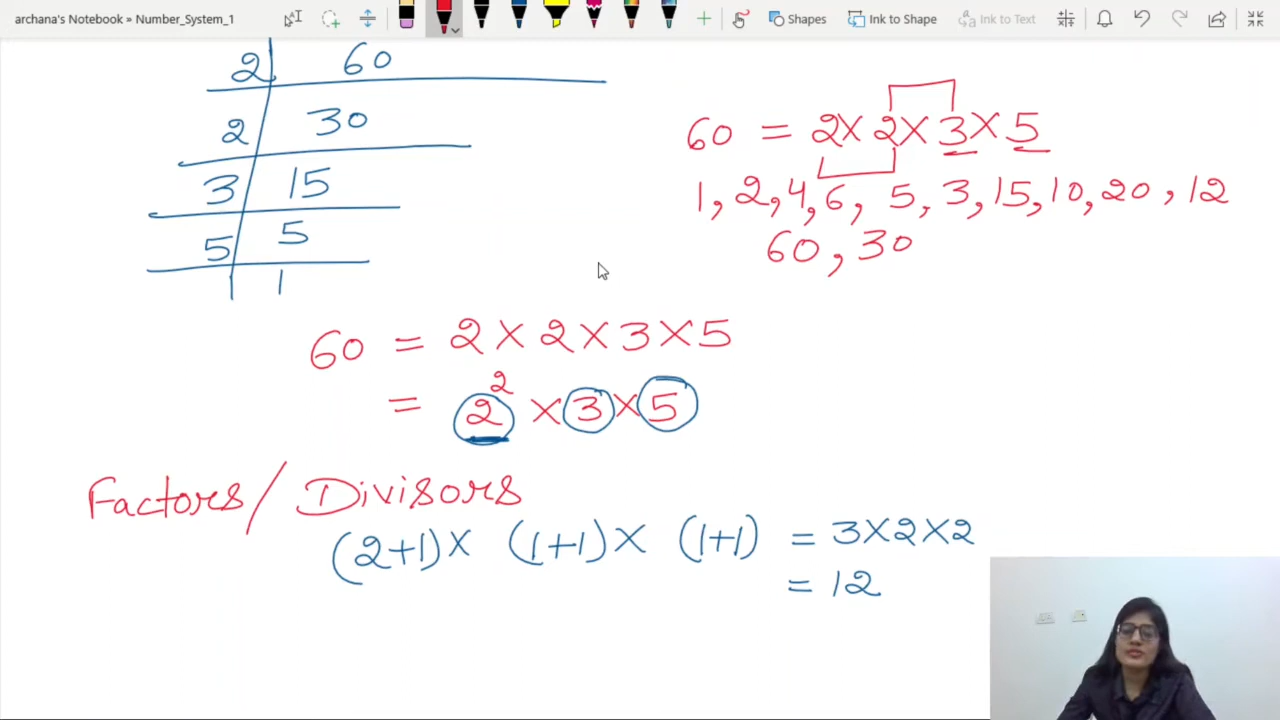 archana's Notebook » Number_System_1
Shapes
Ink to Shape
Ink to Text
2 60
2 30
3 15
5 5
1 1
60 = 2 × 2 × 3 × 5
1, 2, 4, 6, 5, 3, 15, 10, 20, 12
60, 30
60 = 2 × 2 × 3 × 5
= 2² × 3 × 5
Factors/ Divisors
(2+1) × (1+1) × (1+1) = 3×2×2
= 12